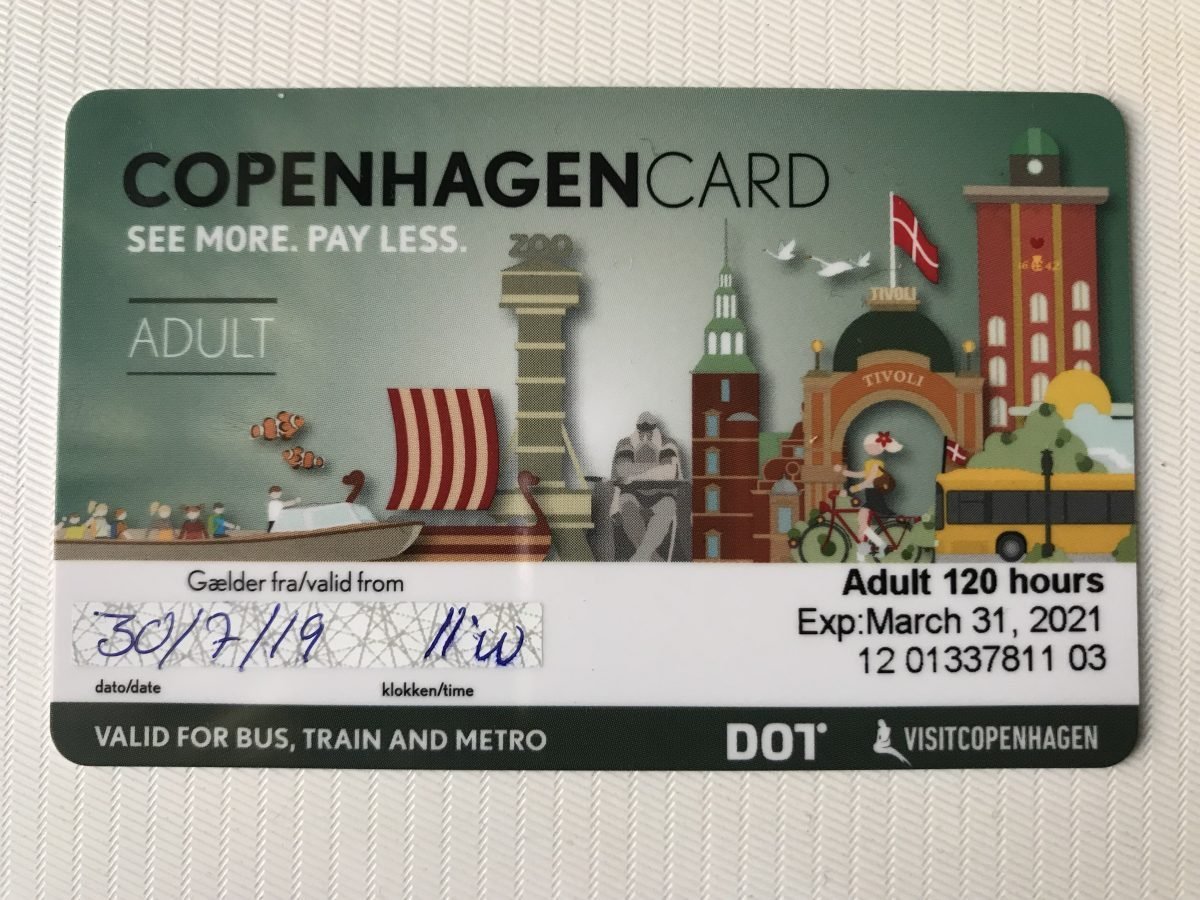 COPENHAGENCARD
SEE MORE. PAY LESS.
ADULT
ZOO
TIVOLI
TIVOLI
1642
Gælder fra/valid from
30/7/19
dato/date
klokken/time
Adult 120 hours
Exp:March 31, 2021
12 01337811 03
VALID FOR BUS, TRAIN AND METRO
DOT
VISITCOPENHAGEN